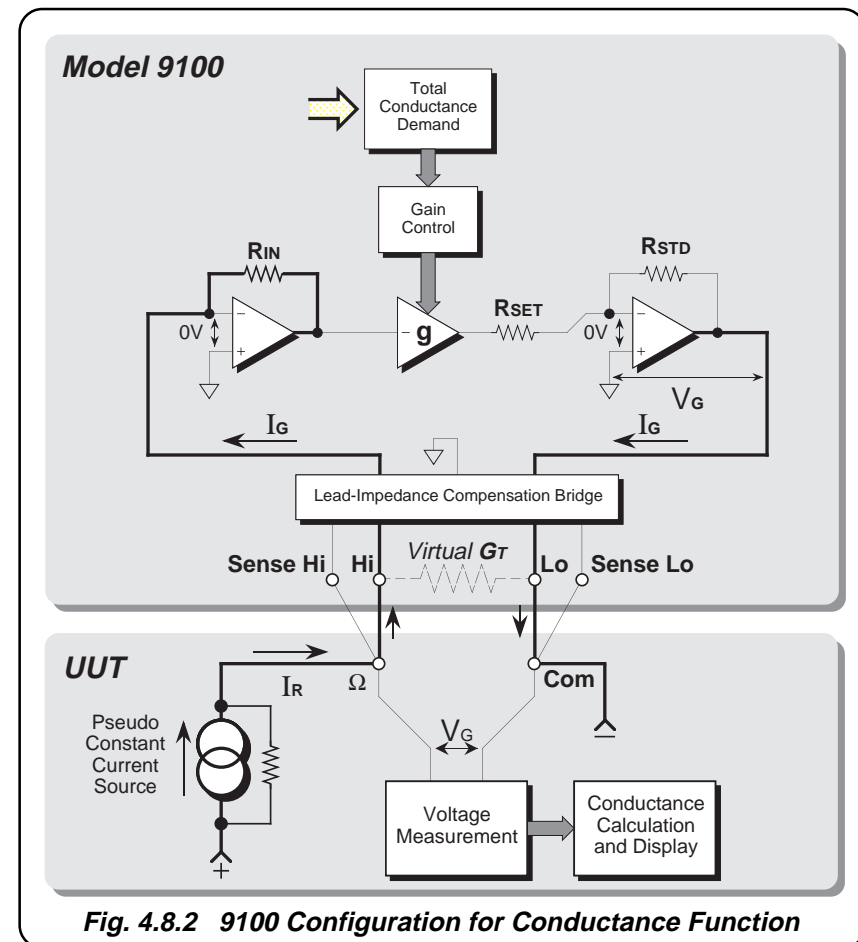 Model 9100
Total
Conductance
Demand
Gain
Control
RIN
RSTD
RSET
0V
−
+
− g
0V
−
+
VG
IG
IG
Lead-Impedance Compensation Bridge
Virtual GT
Sense Hi
Hi
Lo
Sense Lo
UUT
IR
Ω
Com
−
Pseudo
Constant
Current
Source
VG
Voltage
Measurement
Conductance
Calculation
and Display
+
Fig. 4.8.2 9100 Configuration for Conductance Function